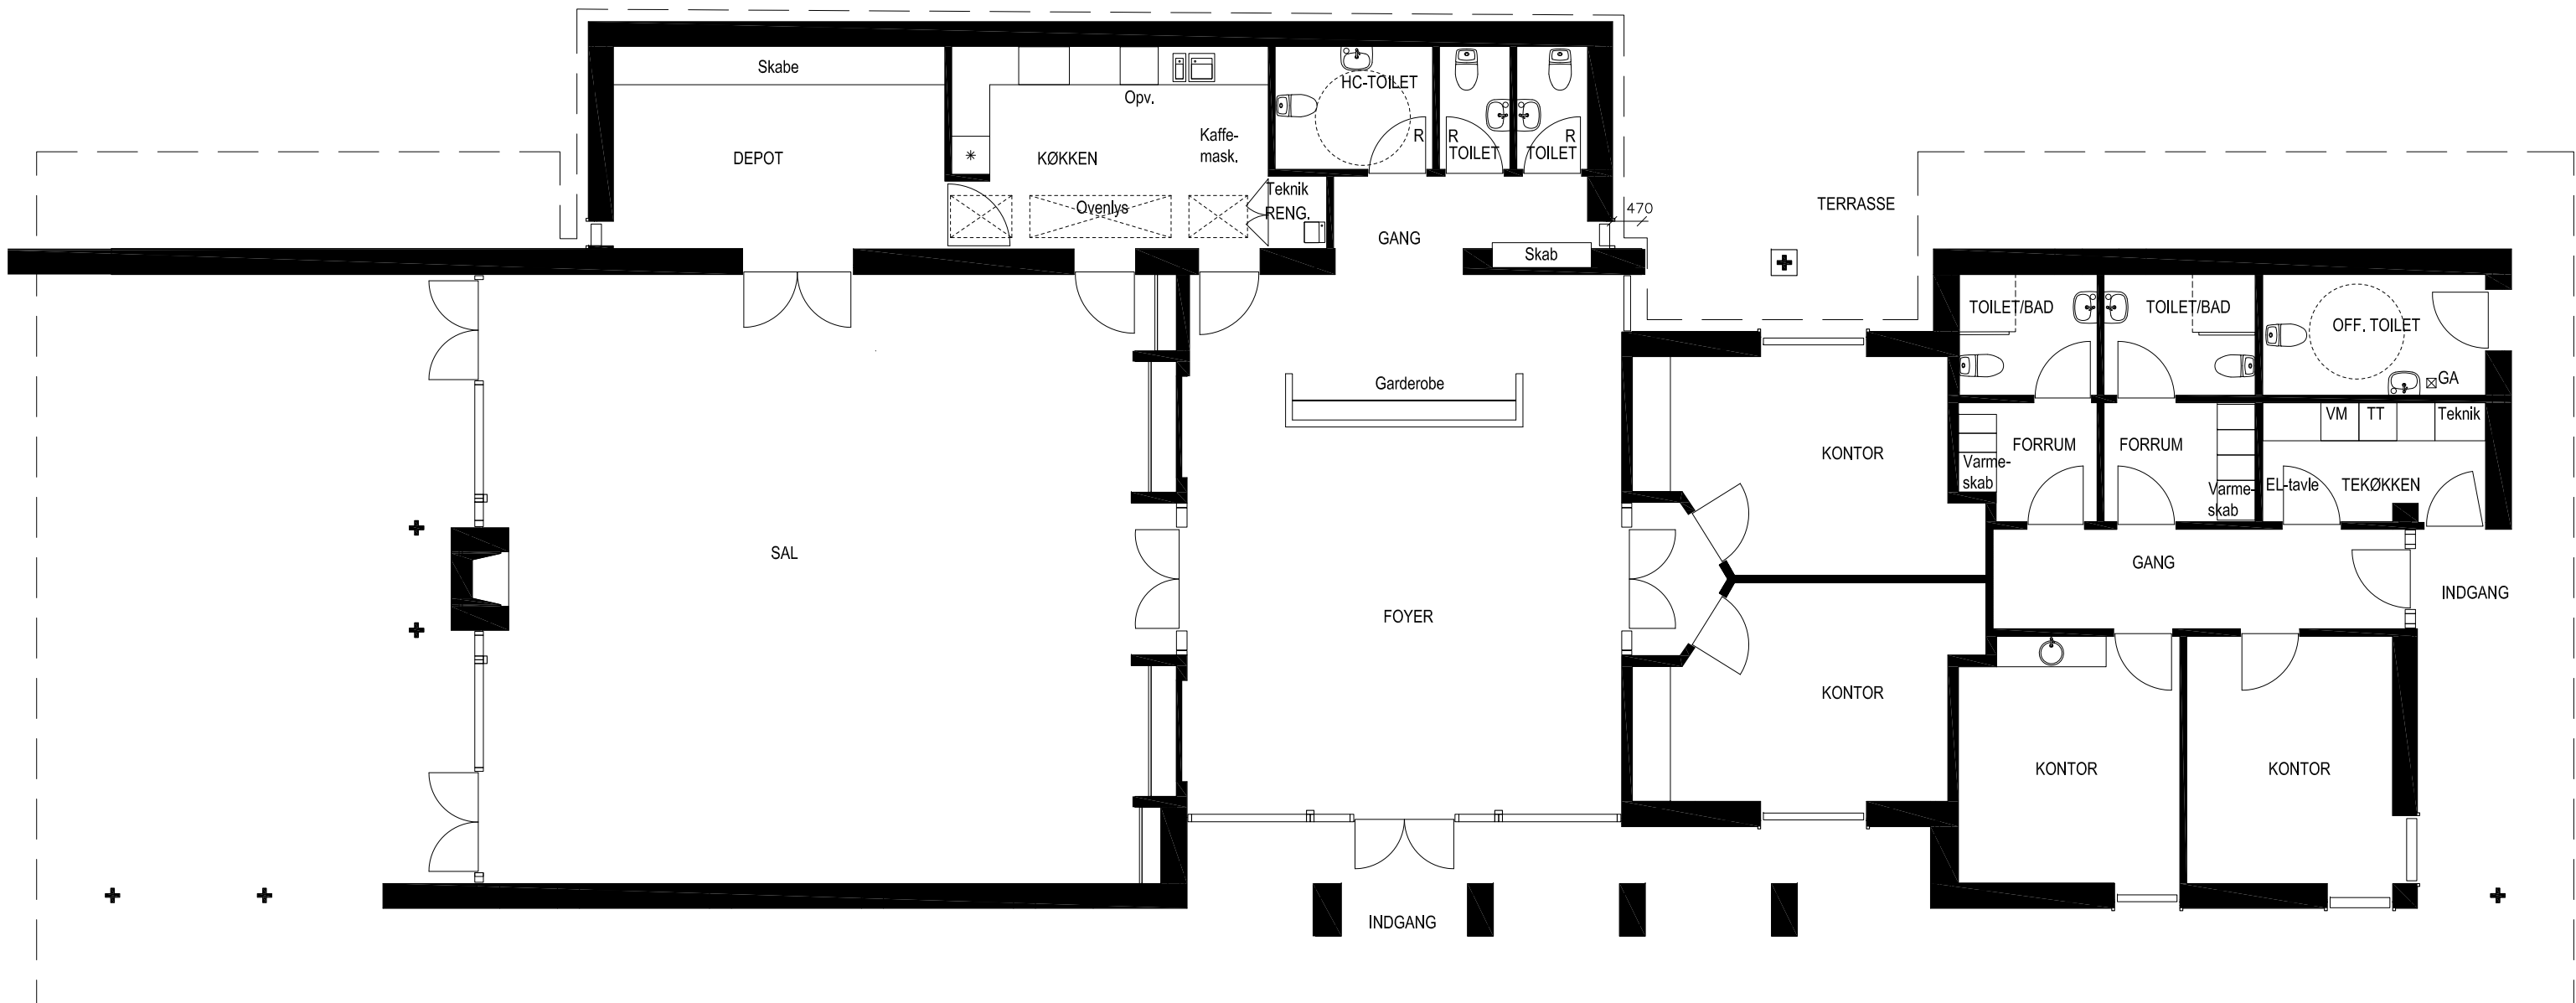 Skabe
HC-TOILET
Opv.
Kaffe-
mask.
R
R
R
DEPOT
KØKKEN
TOILET
TOILET
Teknik
RENG.
Ovenlys
470
TERRASSE
GANG
Skab
TOILET/BAD
TOILET/BAD
OFF. TOILET
GA
Garderobe
VM
TT
Teknik
KONTOR
FORRUM
FORRUM
Varme-
skab
Varme-
skab
EL-tavle
TEKØKKEN
SAL
GANG
INDGANG
FOYER
KONTOR
KONTOR
KONTOR
INDGANG